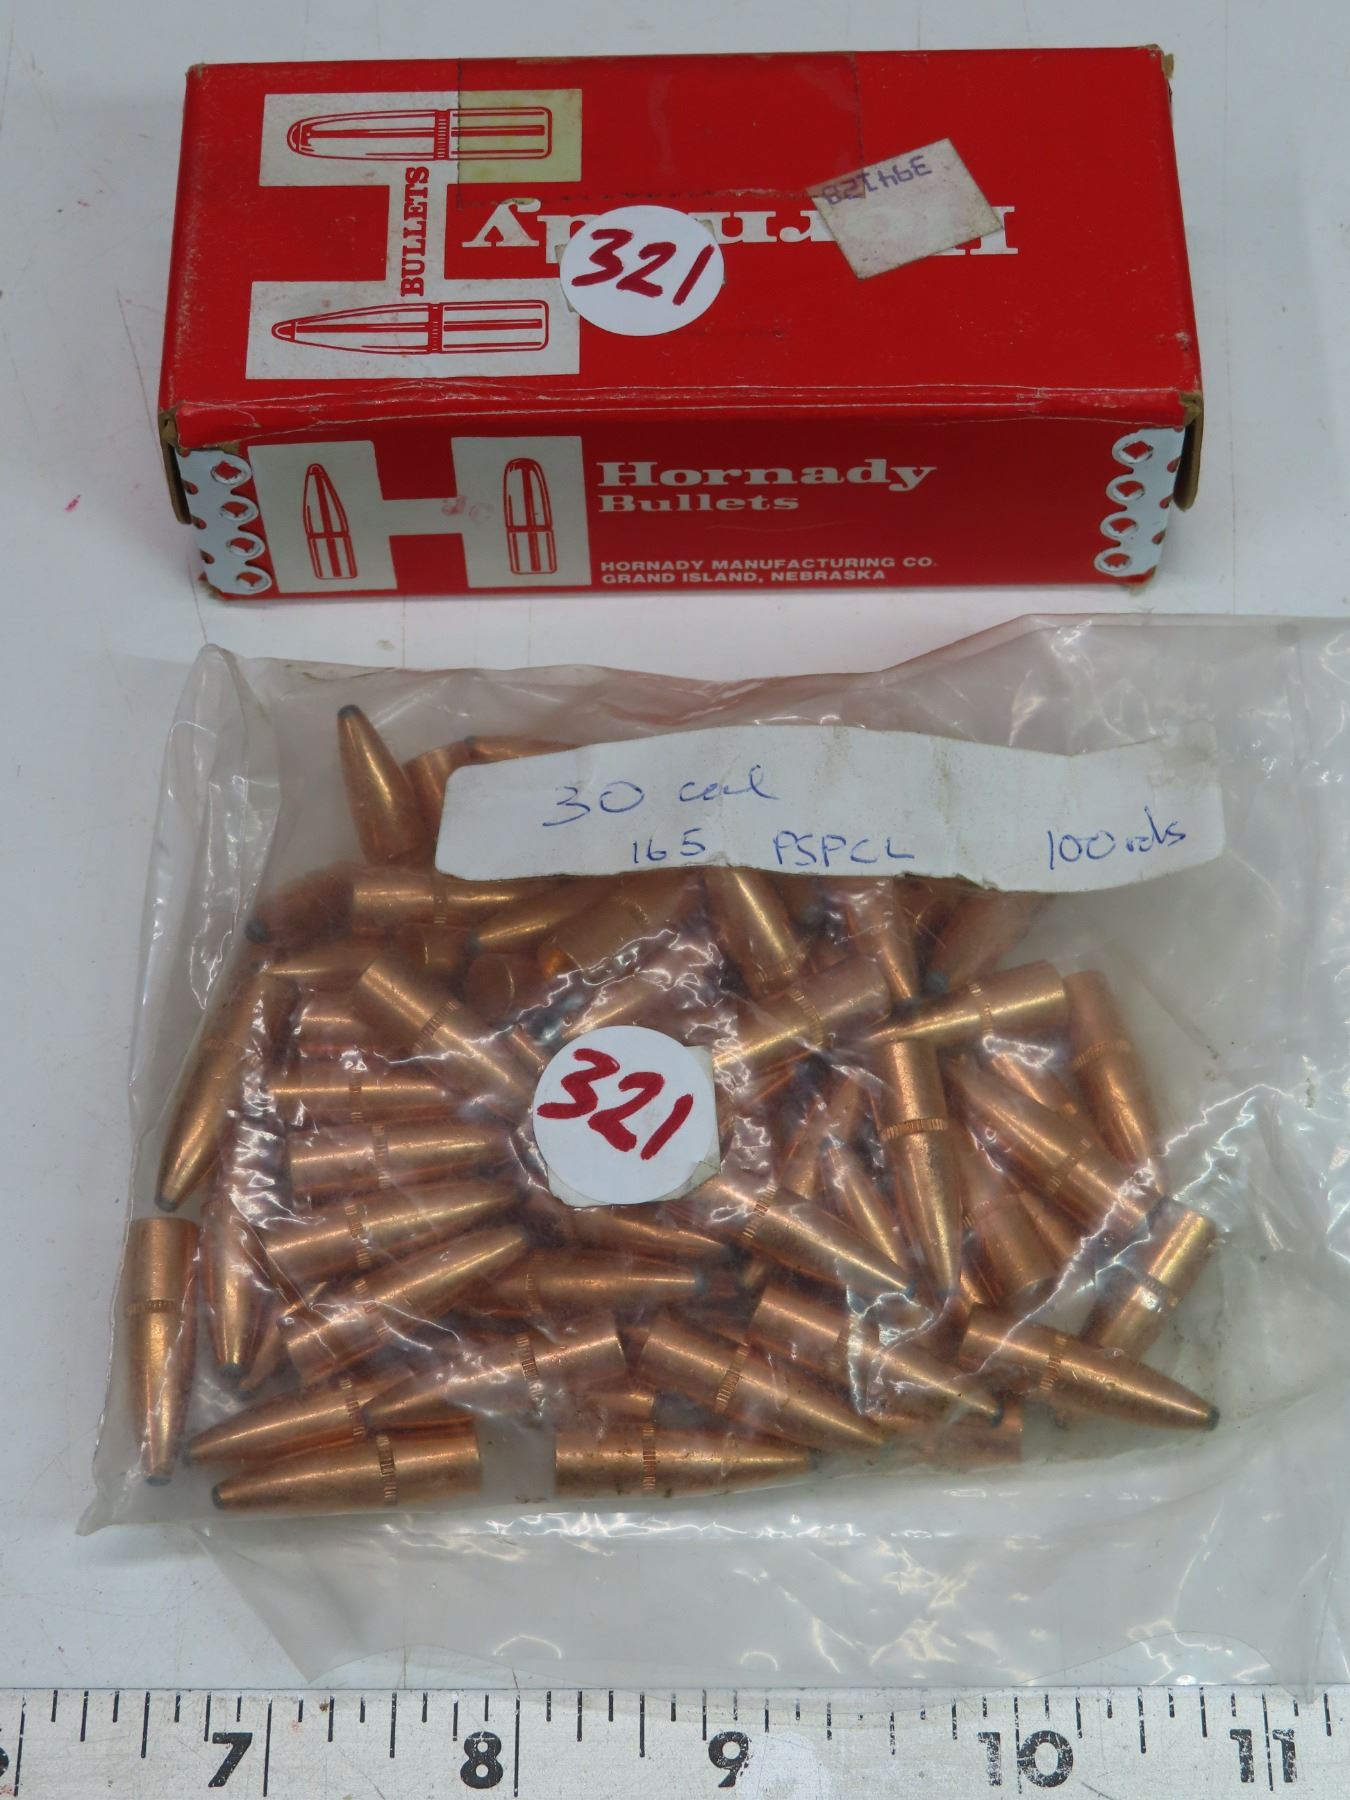 BULLETS
Hornady
394128
321
Hornady
Bullets
HORNADY MANUFACTURING CO.
GRAND ISLAND, NEBRASKA
30 cal
165 PSPCL 100 rds
321
7 8 9 10 11